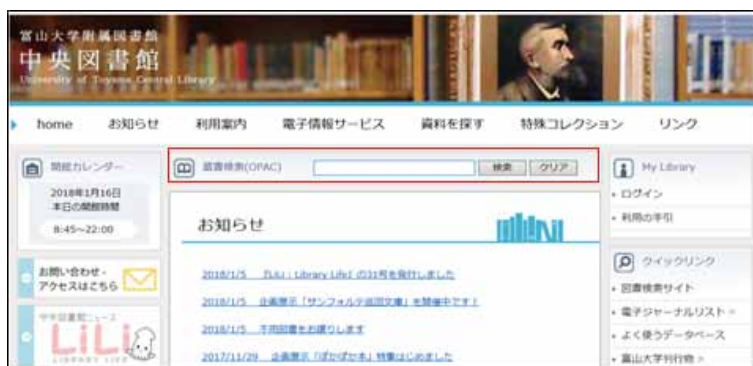 富山大学附属図書館
中央図書館
University of Toyama Central Library
home お知らせ 利用案内 電子情報サービス 資料を探す 特殊コレクション リンク
開館カレンダー
2018年1月16日
本日の開館時間
8:45~22:00
お問い合わせ・
アクセスはこちら
中央図書館ニュース
LiLi
LIBRARY LIFE
蔵書検索(OPAC) 検索 クリア
お知らせ
2018/1/5 『LiLi:Library Life』の31号を発行しました
2018/1/5 企画展示「サンフォルテ巡回文庫」を開催中です!
2018/1/5 不用図書をお譲りします
2017/11/29 企画展示「ぽかぽか本」特集はじめました
My Library
ログイン
利用の手引
クイックリンク
図書検索サイト
電子ジャーナルリスト
よく使うデータベース
富山大学刊行物